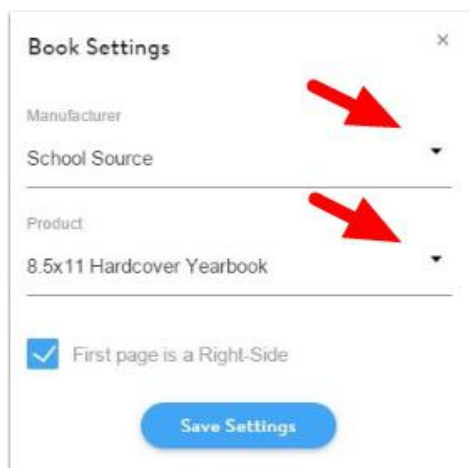 Book Settings
Manufacturer
School Source
Product
8.5x11 Hardcover Yearbook
First page is a Right-Side
Save Settings